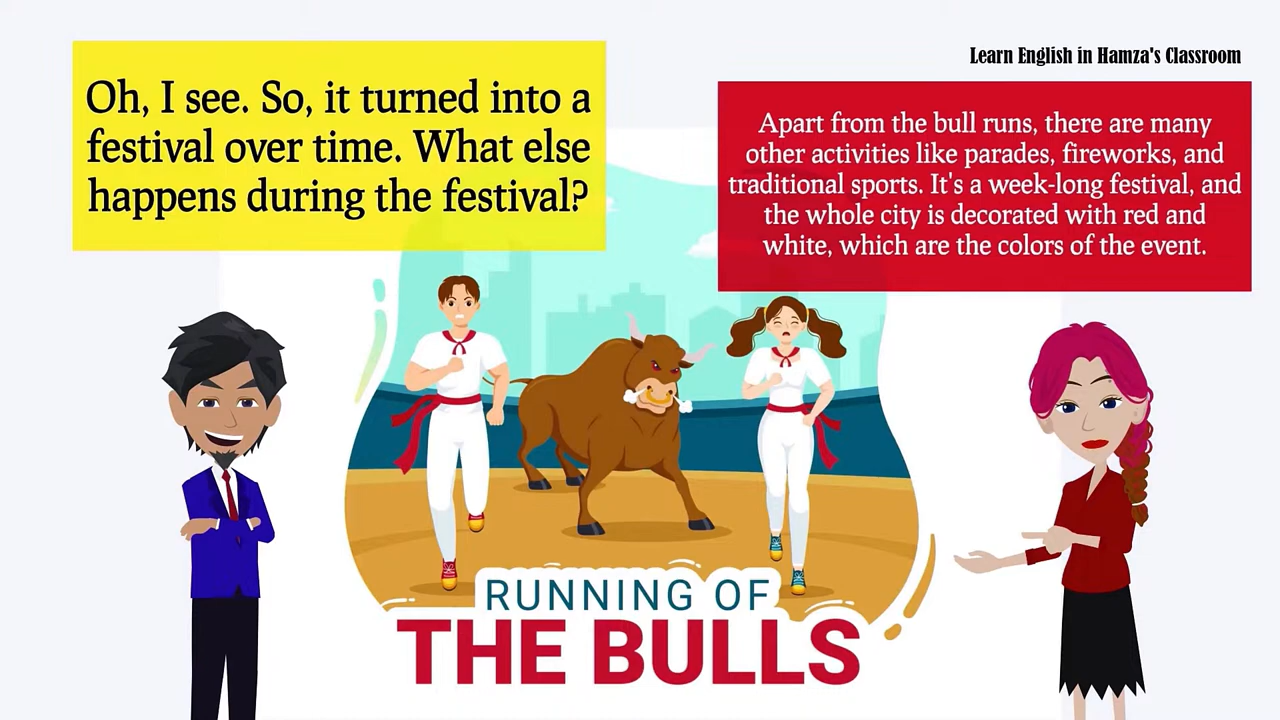 Learn English in Hamza's Classroom
Oh, I see. So, it turned into a
festival over time. What else
happens during the festival?
Apart from the bull runs, there are many
other activities like parades, fireworks, and
traditional sports. It's a week-long festival, and
the whole city is decorated with red and
white, which are the colors of the event.
RUNNING OF
THE BULLS